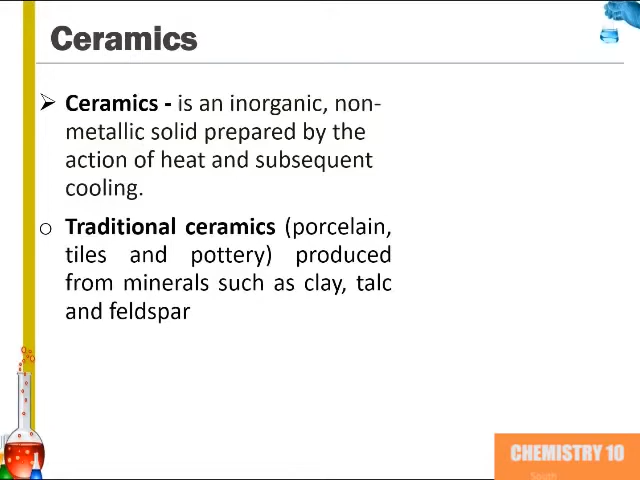 Ceramics
➤ Ceramics - is an inorganic, non-
metallic solid prepared by the
action of heat and subsequent
cooling.
o Traditional ceramics (porcelain,
tiles and pottery) produced
from minerals such as clay, talc
and feldspar
CHEMISTRY 10
South